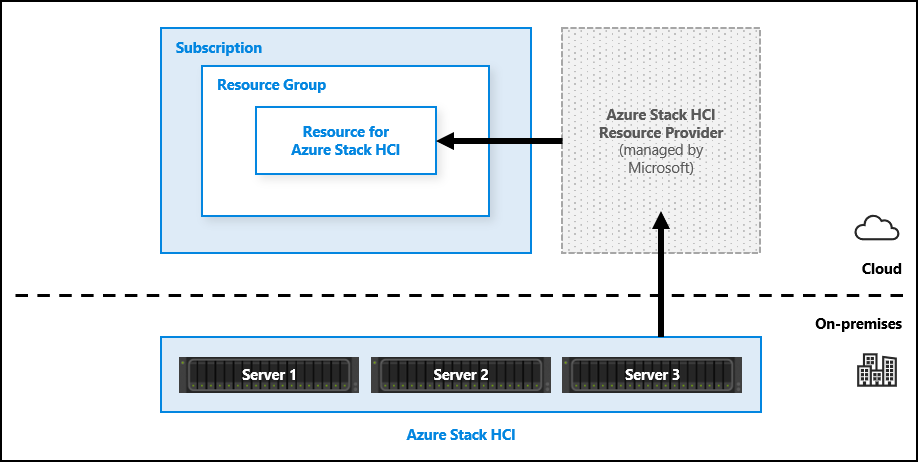 Subscription
Resource Group
Resource for
Azure Stack HCI
Azure Stack HCI
Resource Provider
(managed by
Microsoft)
Cloud
On-premises
Server 1
Server 2
Server 3
Azure Stack HCI